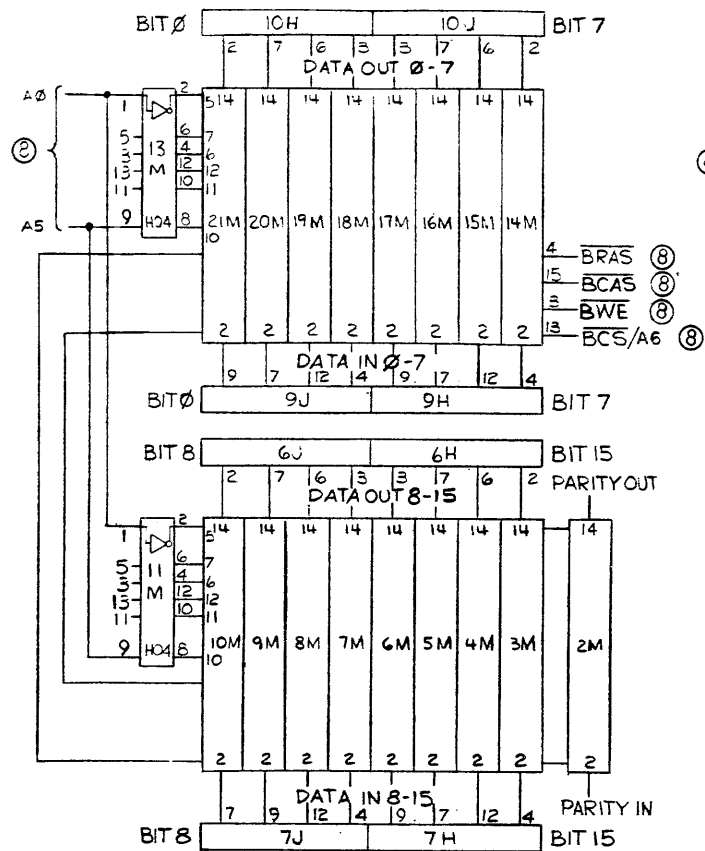 BIT Ø 10H 10J BIT 7
2 7 6 3 3 7 6 2
DATA OUT Ø-7
AØ 1 2 5 14 14 14 14 14 14 14 14
5 6 7
3 13 4 6
13 M 12 12
11 10 11
A5 9 HO4 8 10
21M 20M 19M 18M 17M 16M 15M 14M
4 BRAS ⑧
15 BCAS ⑧
3 BWE ⑧
13 BCS/A6 ⑧
2 2 2 2 2 2 2 2
DATA IN Ø-7
9 7 12 4 9 7 12 4
BIT Ø 9J 9H BIT 7
BIT 8 6J 6H BIT 15
2 7 6 3 3 7 6 2
DATA OUT 8-15
PARITY OUT
1 2 5 14 14 14 14 14 14 14 14 14
5 11 6 7
3 4 6
13 M 12 12
11 10 11
9 HO4 8 10
10M 9M 8M 7M 6M 5M 4M 3M 2M
2 2 2 2 2 2 2 2 2
DATA IN 8-15
PARITY IN
7 9 12 4 9 7 12 4
BIT 8 7J 7H BIT 15